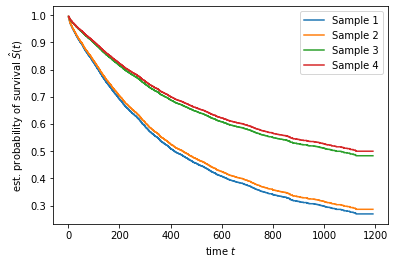 Sample 1
Sample 2
Sample 3
Sample 4
est. probability of survival Ŝ(t)
1.0
0.9
0.8
0.7
0.6
0.5
0.4
0.3
0 200 400 600 800 1000 1200
time t